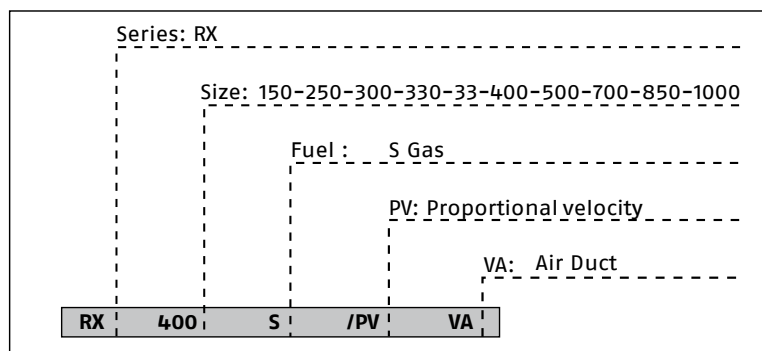 Series: RX
Size: 150-250-300-330-33-400-500-700-850-1000
Fuel : S Gas
PV: Proportional velocity
VA: Air Duct
RX 400 S /PV VA